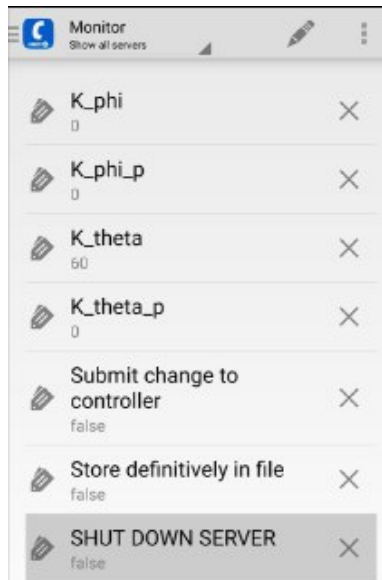 Monitor
Show all servers
K_phi
0
K_phi_p
0
K_theta
60
K_theta_p
0
Submit change to
controller
false
Store definitively in file
false
SHUT DOWN SERVER
false